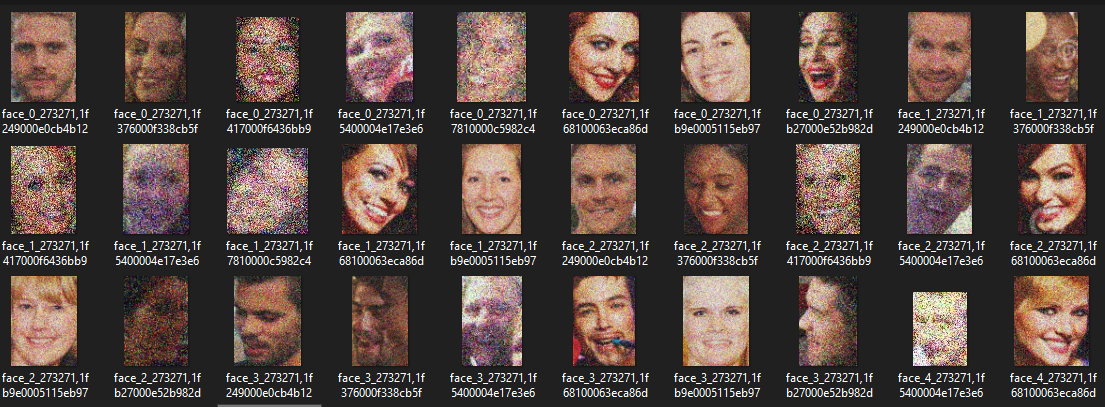 face_0_273271,1f
249000e0cb4b12
face_0_273271,1f
376000f338cb5f
face_0_273271,1f
417000f6436bb9
face_0_273271,1f
5400004e17e3e6
face_0_273271,1f
7810000c5982c4
face_0_273271,1f
68100063eca86d
face_0_273271,1f
b9e0005115eb97
face_0_273271,1f
b27000e52b982d
face_1_273271,1f
249000e0cb4b12
face_1_273271,1f
376000f338cb5f
face_1_273271,1f
417000f6436bb9
face_1_273271,1f
5400004e17e3e6
face_1_273271,1f
7810000c5982c4
face_1_273271,1f
68100063eca86d
face_1_273271,1f
b9e0005115eb97
face_2_273271,1f
249000e0cb4b12
face_2_273271,1f
376000f338cb5f
face_2_273271,1f
417000f6436bb9
face_2_273271,1f
5400004e17e3e6
face_2_273271,1f
68100063eca86d
face_2_273271,1f
b9e0005115eb97
face_2_273271,1f
b27000e52b982d
face_3_273271,1f
249000e0cb4b12
face_3_273271,1f
376000f338cb5f
face_3_273271,1f
5400004e17e3e6
face_3_273271,1f
68100063eca86d
face_3_273271,1f
b9e0005115eb97
face_3_273271,1f
b27000e52b982d
face_4_273271,1f
5400004e17e3e6
face_4_273271,1f
68100063eca86d